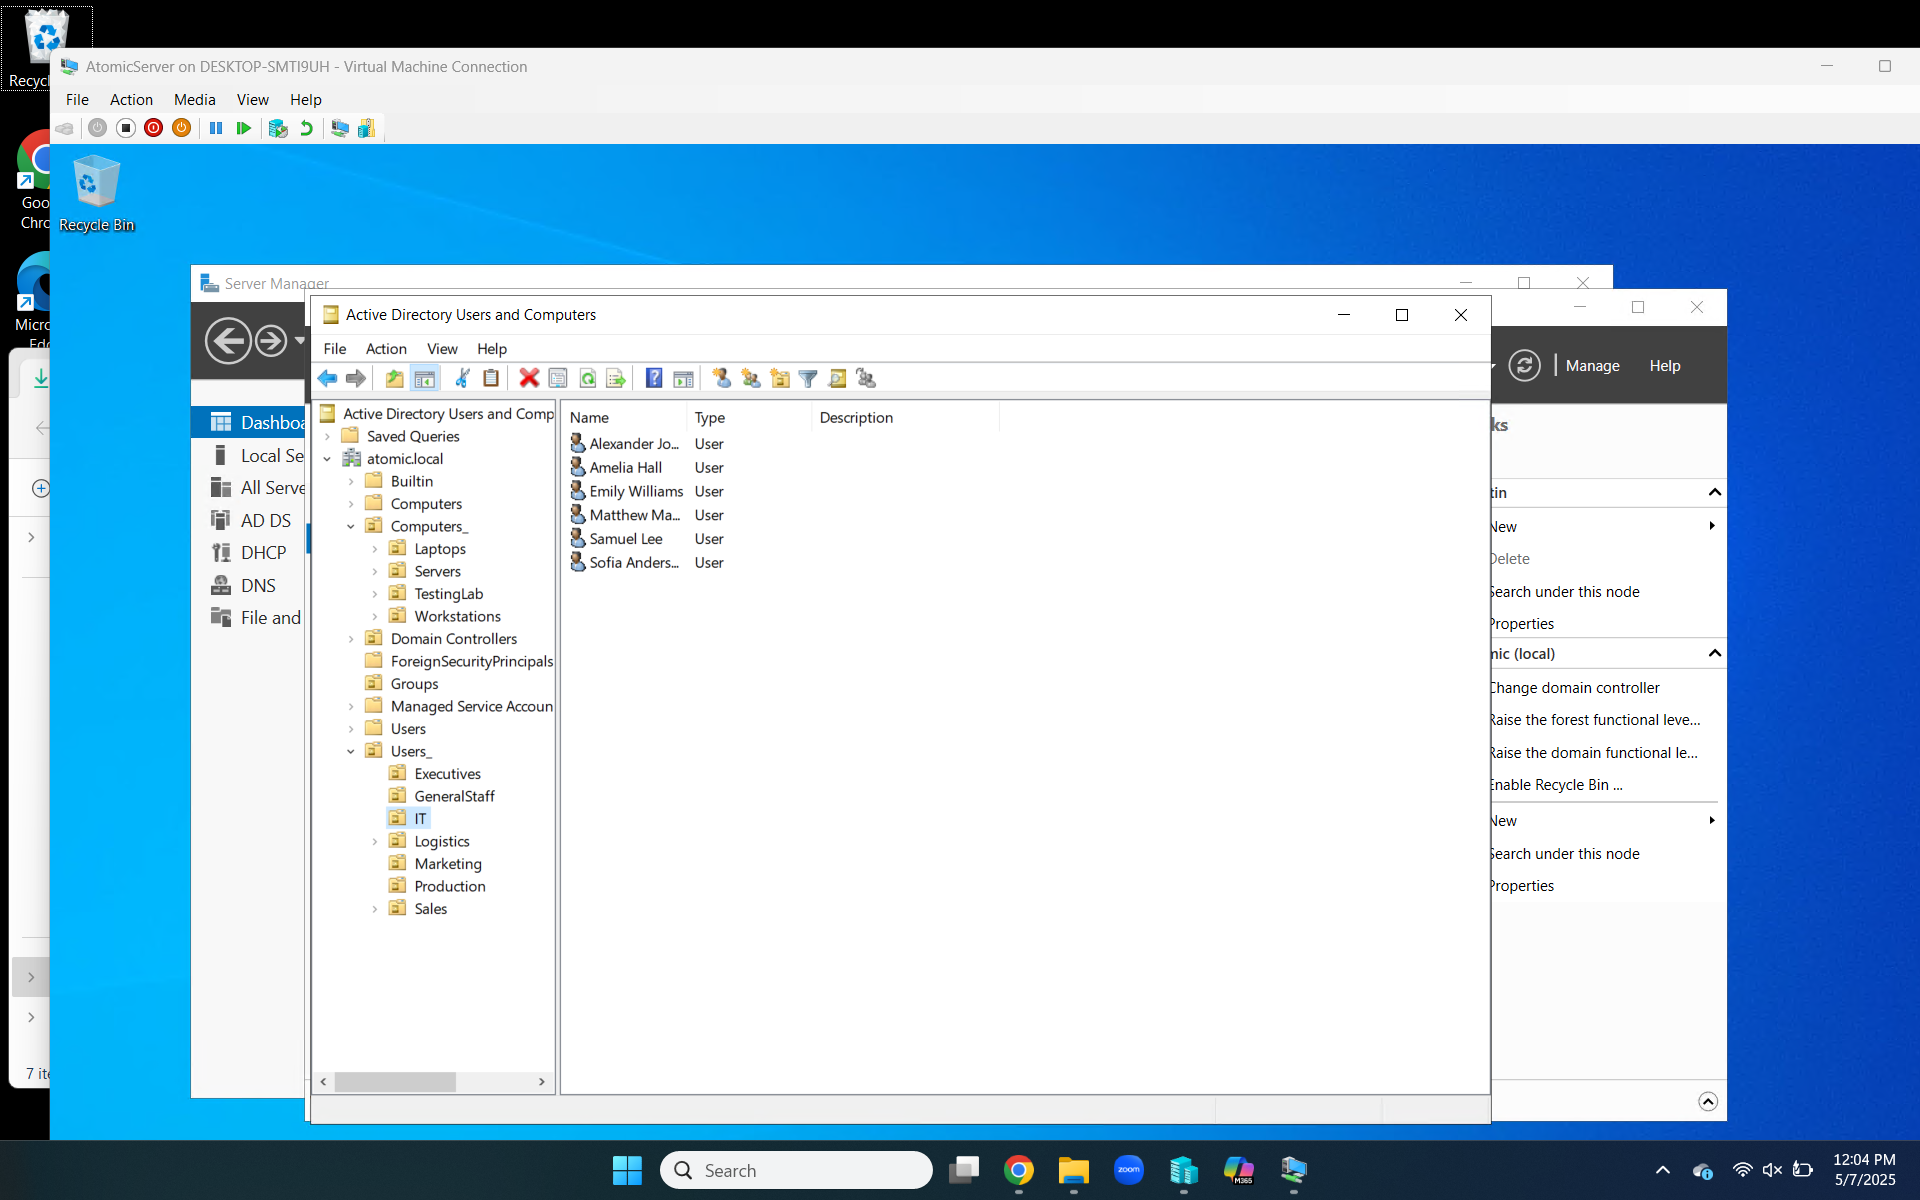 Recycl
AtomicServer on DESKTOP-SMTI9UH - Virtual Machine Connection
File Action Media View Help
Goo
Chro
Recycle Bin
Micro
Edg
Server Manager
Active Directory Users and Computers
File Action View Help
Manage Help
Dashboa
Local Se
All Serve
AD DS
DHCP
DNS
File and
Active Directory Users and Comp
Saved Queries
atomic.local
Builtin
Computers
Computers_
Laptops
Servers
TestingLab
Workstations
Domain Controllers
ForeignSecurityPrincipals
Groups
Managed Service Accoun
Users
Users_
Executives
GeneralStaff
IT
Logistics
Marketing
Production
Sales
Name Type Description
Alexander Jo... User
Amelia Hall User
Emily Williams User
Matthew Ma... User
Samuel Lee User
Sofia Anders... User
ks
tin
New
Delete
Search under this node
Properties
mic (local)
Change domain controller
Raise the forest functional leve...
Raise the domain functional le...
Enable Recycle Bin ...
New
Search under this node
Properties
7 ite
Search
zoom
M365
12:04 PM
5/7/2025